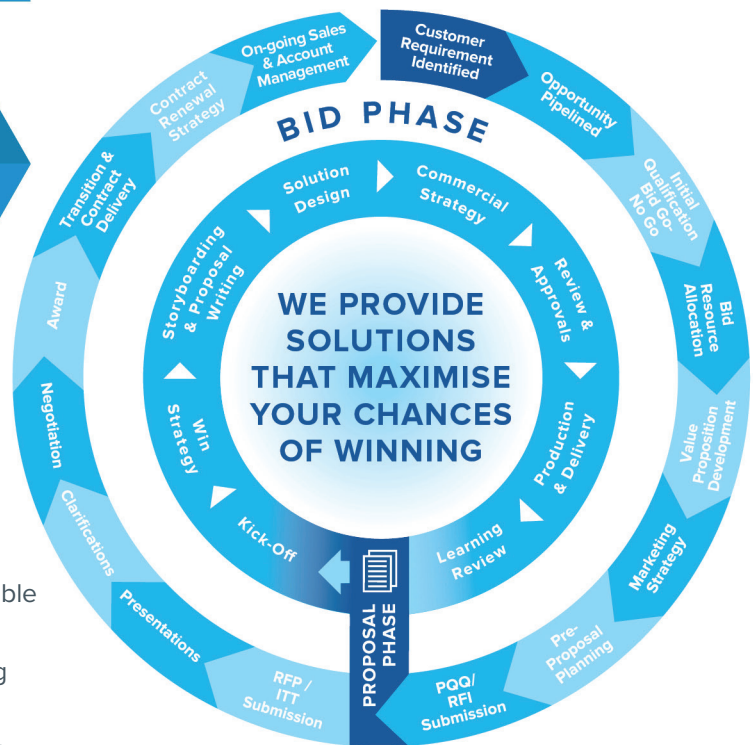 Customer
Requirement
Identified
Opportunity
Pipelined
Initial
Qualification
Bid Go-
No Go
Bid
Resource
Allocation
Value
Proposition
Development
Marketing
Strategy
Pre-
Proposal
Planning
PQQ/
RFI
Submission
PROPOSAL
PHASE
RFP /
ITT
Submission
Presentations
Clarifications
Negotiation
Award
Transition &
Contract
Delivery
Contract
Renewal
Strategy
On-going Sales
& Account
Management
BID PHASE
Kick-Off
Win
Strategy
Storyboarding
& Proposal
Writing
Solution
Design
Commercial
Strategy
Review &
Approvals
Production
& Delivery
Learning
Review
WE PROVIDE
SOLUTIONS
THAT MAXIMISE
YOUR CHANCES
OF WINNING